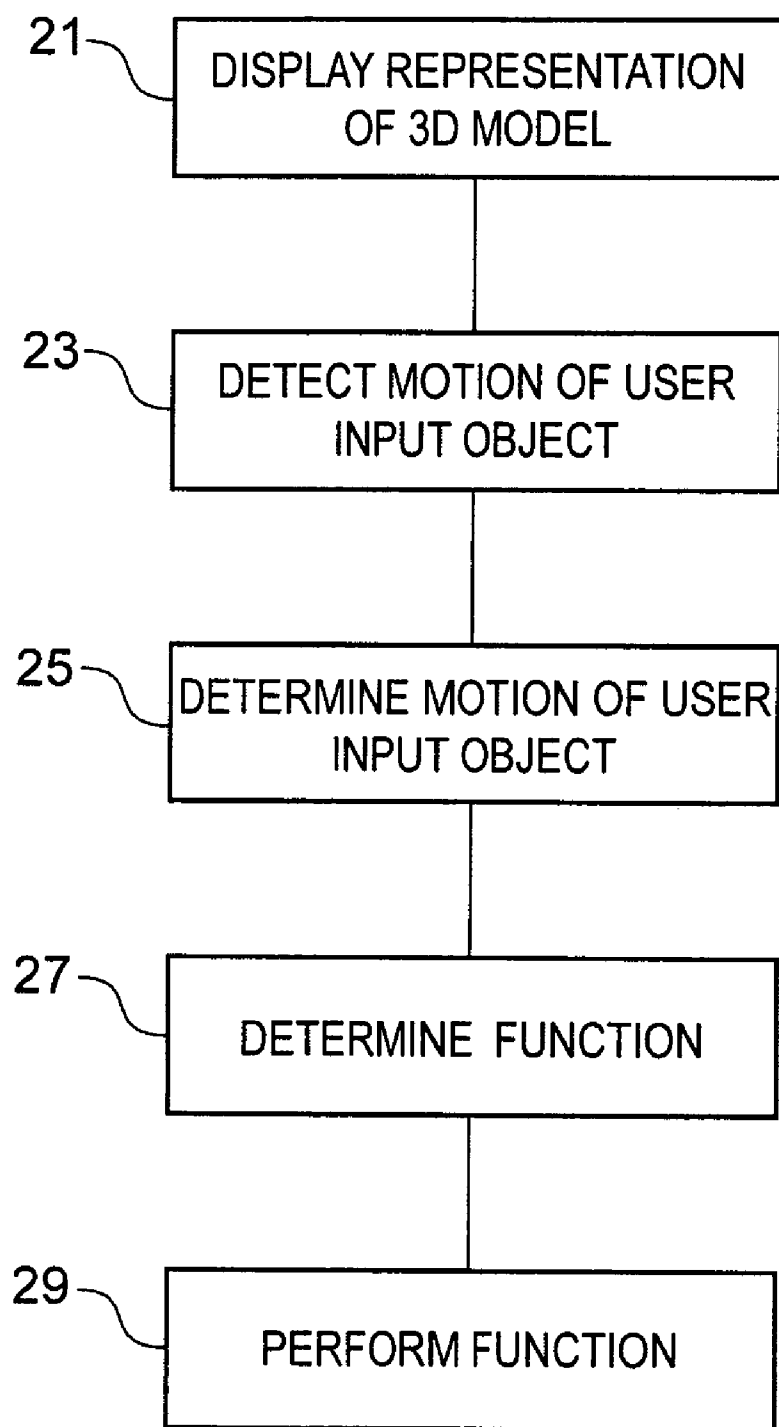 21
DISPLAY REPRESENTATION
OF 3D MODEL
23
DETECT MOTION OF USER
INPUT OBJECT
25
DETERMINE MOTION OF USER
INPUT OBJECT
27
DETERMINE FUNCTION
29
PERFORM FUNCTION